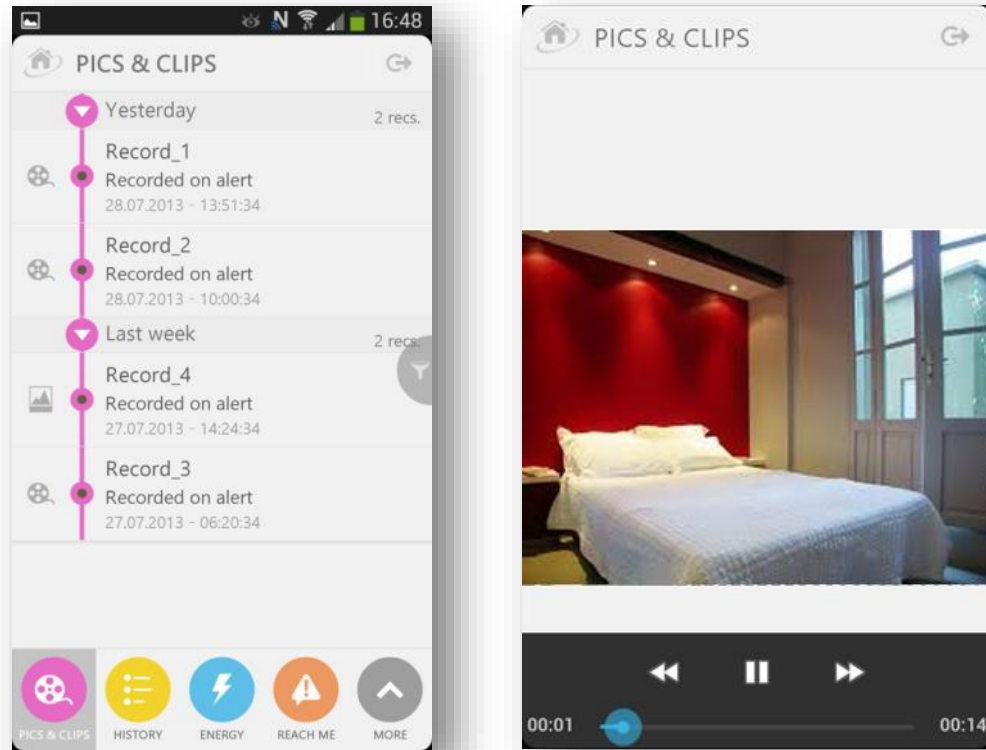 N 16:48
PICS & CLIPS
Yesterday 2 recs.
Record_1
Recorded on alert
28.07.2013 - 13:51:34
Record_2
Recorded on alert
28.07.2013 - 10:00:34
Last week 2 recs.
Record_4
Recorded on alert
27.07.2013 - 14:24:34
Record_3
Recorded on alert
27.07.2013 - 06:20:34
PICS & CLIPS HISTORY ENERGY REACH ME MORE
PICS & CLIPS
00:01 00:14